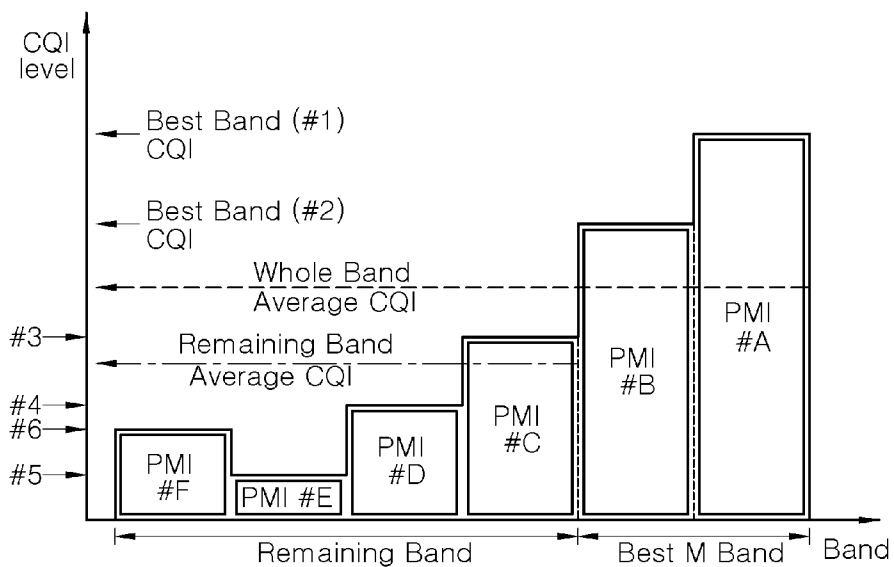 CQI
level
Best Band (#1)
CQI
Best Band (#2)
CQI
Whole Band
Average CQI
#3
Remaining Band
Average CQI
#4
#6
#5
PMI
#F
PMI #E
PMI
#D
PMI
#C
PMI
#B
PMI
#A
Remaining Band
Best M Band
Band